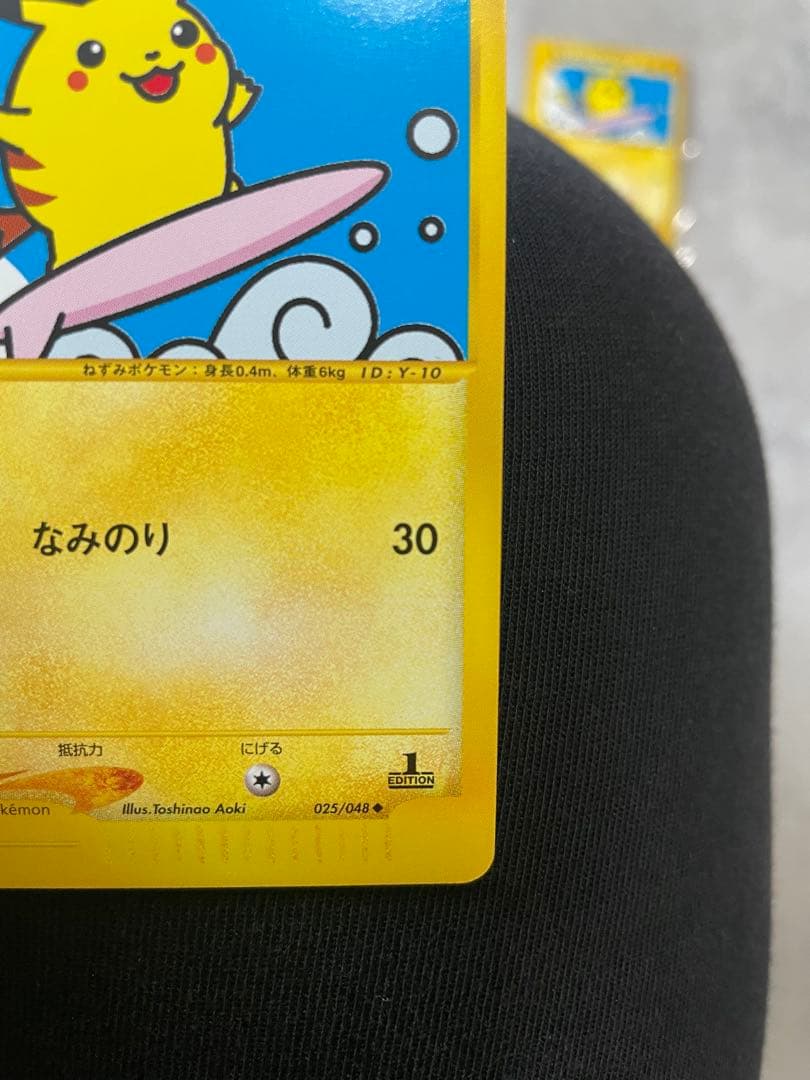 ねずみポケモン：身長0.4m、体重6kg ID:Y-10
なみのり 30
抵抗力 にげる
1
EDITION
kémon Illus.Toshinao Aoki 025/048◆